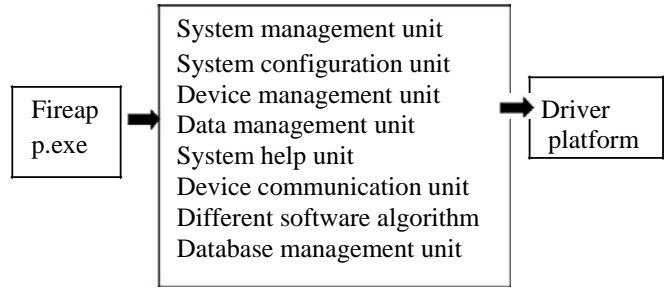 Fireap
p.exe
System management unit
System configuration unit
Device management unit
Data management unit
System help unit
Device communication unit
Different software algorithm
Database management unit
Driver
platform